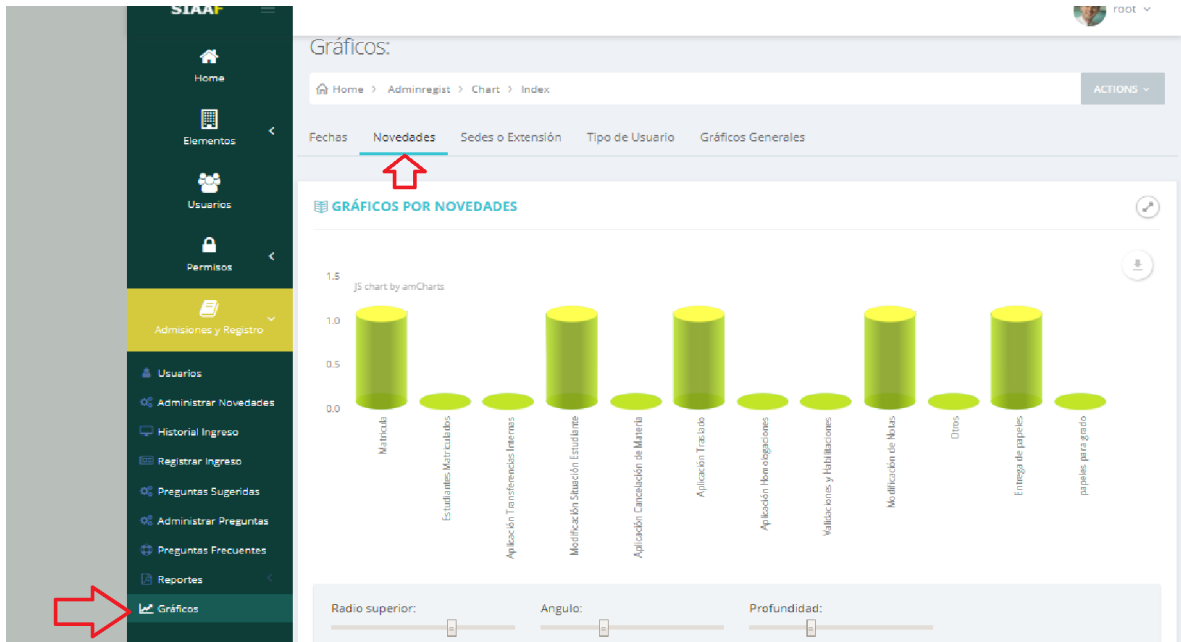 SIAAF
root
Home
Elementos
Usuarios
Permisos
Admisiones y Registro
Usuarios
Administrar Novedades
Historial Ingreso
Registrar Ingreso
Preguntas Sugeridas
Administrar Preguntas
Preguntas Frecuentes
Reportes
Gráficos
Gráficos:
Home > Adminregist > Chart > Index
ACTIONS
Fechas Novedades Sedes o Extensión Tipo de Usuario Gráficos Generales
GRÁFICOS POR NOVEDADES
JS chart by amCharts
1.5
1.0
0.5
0.0
Matricula
Estudiantes Matriculados
Aplicación Transferencias Internas
Modificación Situación Estudiante
Aplicación Cancelación de Materia
Aplicación Traslado
Aplicación Homologaciones
Validaciones y Habilitaciones
Modificación de Notas
Otros
Entrega de papeles
papeles para grado
Radio superior: Angulo: Profundidad: